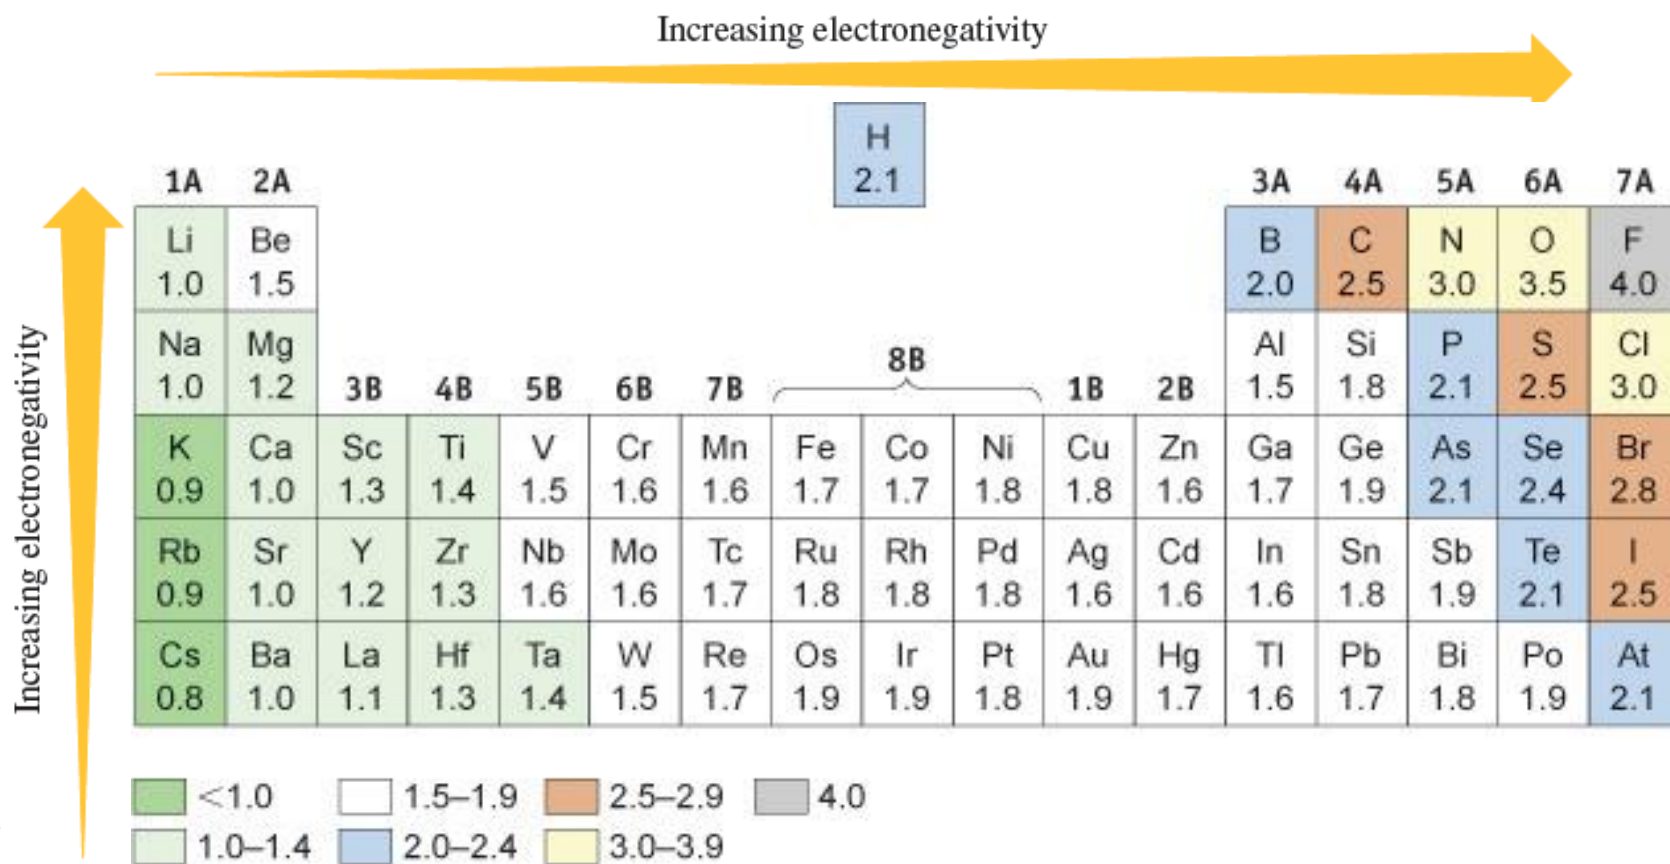 Increasing electronegativity
H
2.1
1A 2A 3A 4A 5A 6A 7A
Li Be B C N O F
1.0 1.5 2.0 2.5 3.0 3.5 4.0
Na Mg Al Si P S Cl
1.0 1.2 1.5 1.8 2.1 2.5 3.0
3B 4B 5B 6B 7B 8B 1B 2B
K Ca Sc Ti V Cr Mn Fe Co Ni Cu Zn Ga Ge As Se Br
0.9 1.0 1.3 1.4 1.5 1.6 1.6 1.7 1.7 1.8 1.8 1.6 1.7 1.9 2.1 2.4 2.8
Rb Sr Y Zr Nb Mo Tc Ru Rh Pd Ag Cd In Sn Sb Te I
0.9 1.0 1.2 1.3 1.6 1.6 1.7 1.8 1.8 1.8 1.6 1.6 1.6 1.8 1.9 2.1 2.5
Cs Ba La Hf Ta W Re Os Ir Pt Au Hg Tl Pb Bi Po At
0.8 1.0 1.1 1.3 1.4 1.5 1.7 1.9 1.9 1.8 1.9 1.7 1.6 1.7 1.8 1.9 2.1
Increasing electronegativity
<1.0 1.5–1.9 2.5–2.9 4.0
1.0–1.4 2.0–2.4 3.0–3.9